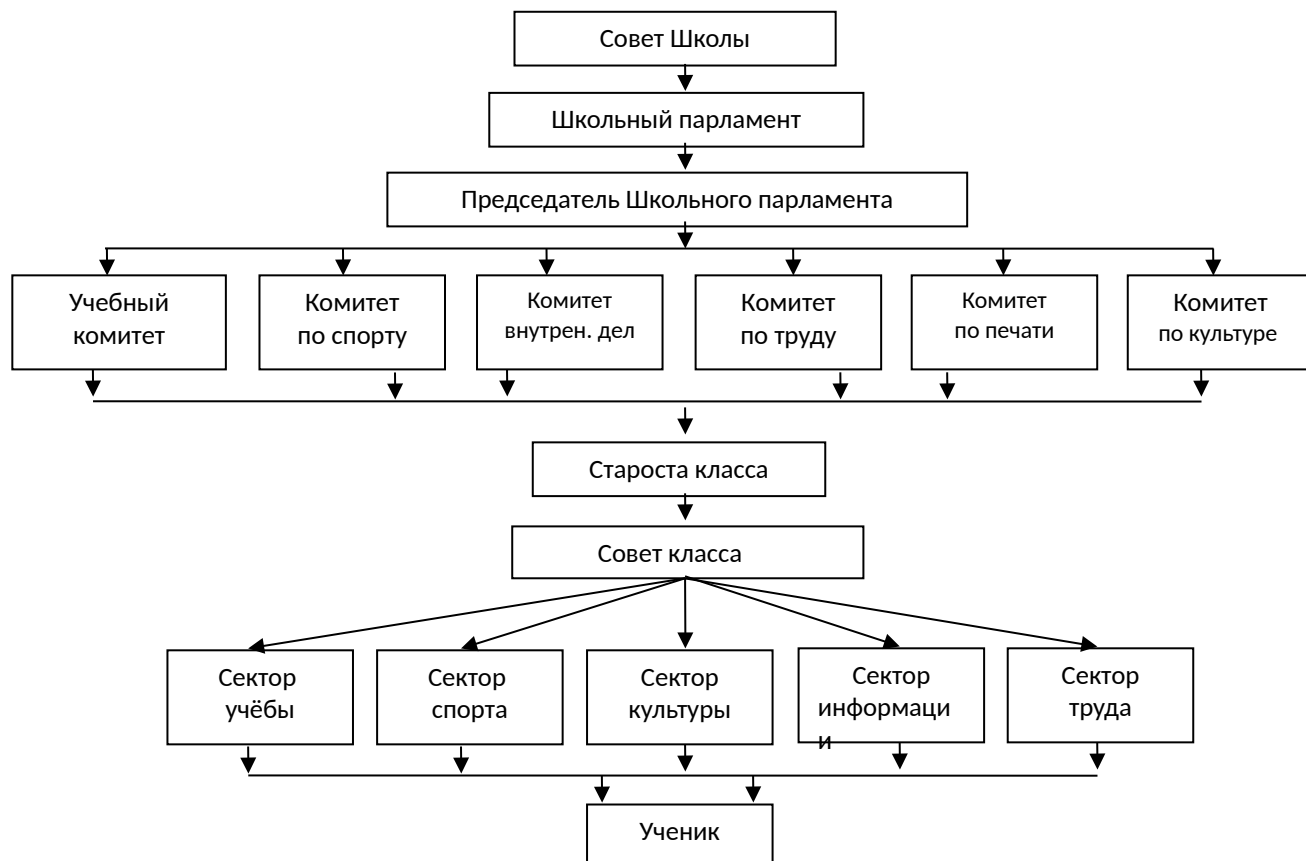 Совет Школы
Школьный парламент
Председатель Школьного парламента
Учебный
комитет
Комитет
по спорту
Комитет
внутрен. дел
Комитет
по труду
Комитет
по печати
Комитет
по культуре
Староста класса
Совет класса
Сектор
учёбы
Сектор
спорта
Сектор
культуры
Сектор
информаци
и
Сектор
труда
Ученик